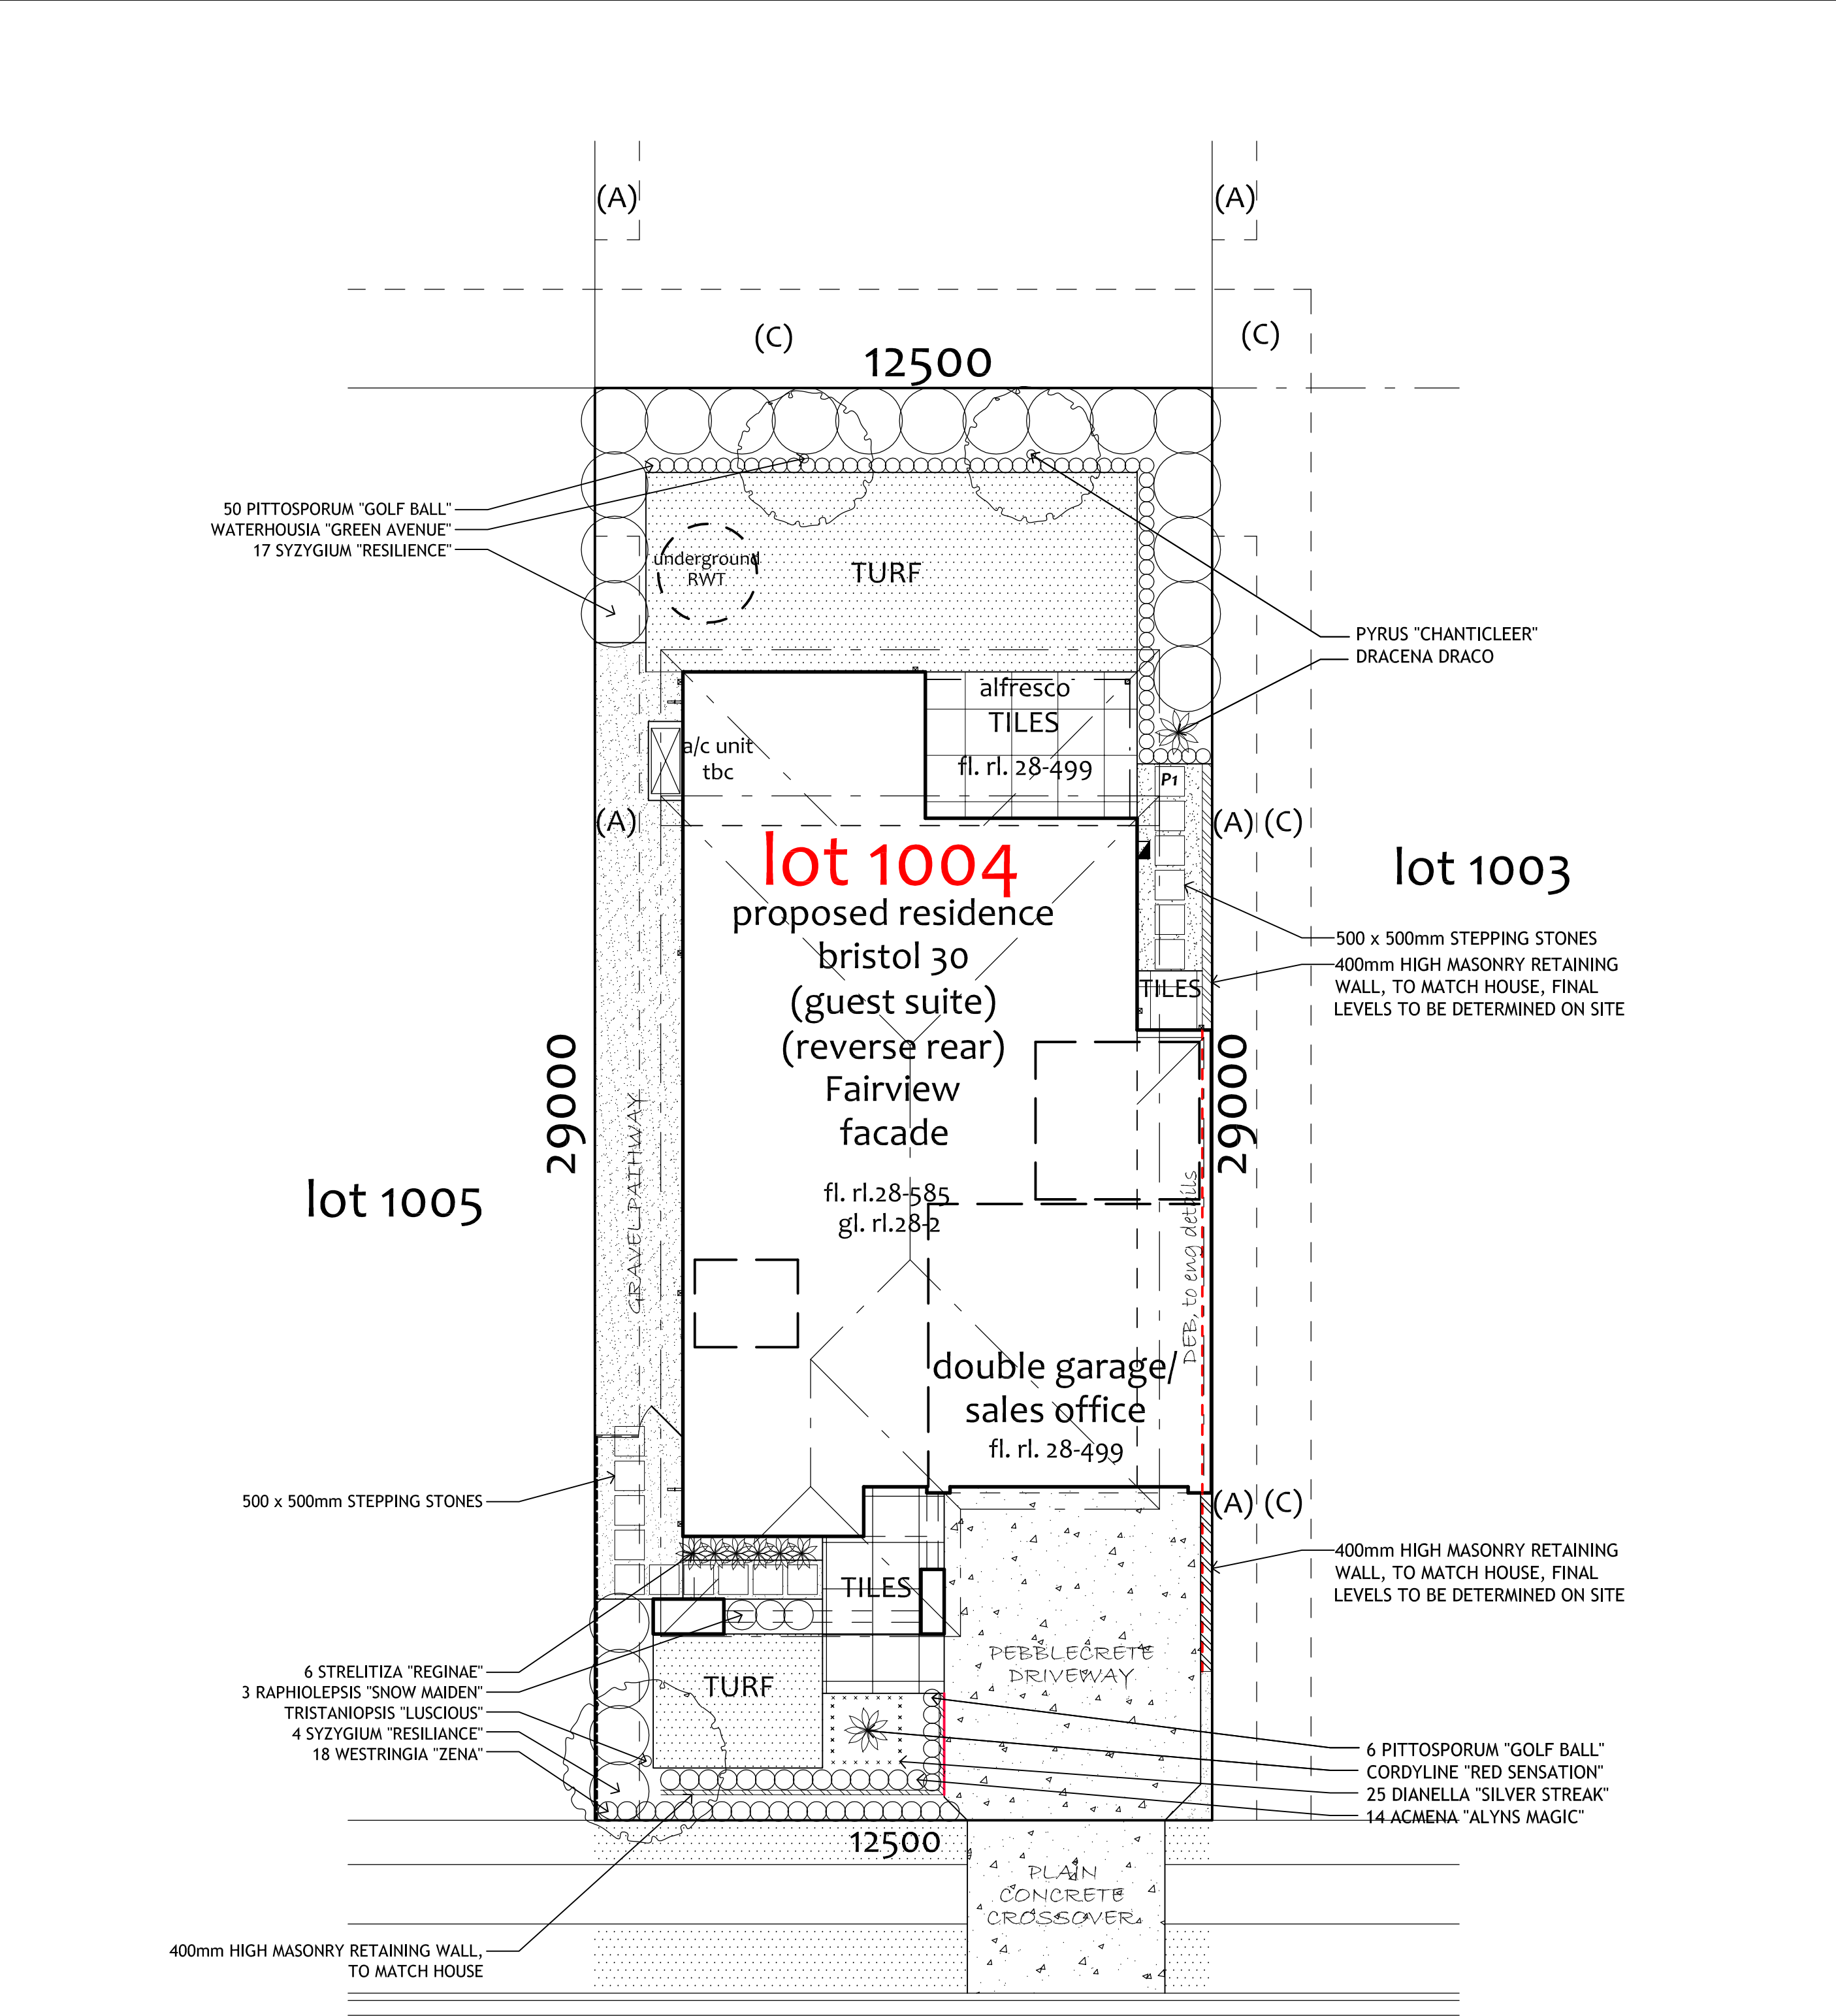 (A)
(A)
(C)
(C)
12500
50 PITTOSPORUM "GOLF BALL"
WATERHOUSIA "GREEN AVENUE"
17 SYZYGIUM "RESILIENCE"
underground
RWT
TURF
PYRUS "CHANTICLEER"
DRACENA DRACO
alfresco
TILES
fl. rl. 28-499
a/c unit
tbc
P1
(A)
(A)
(C)
lot 1004
lot 1003
proposed residence
bristol 30
(guest suite)
(reverse rear)
Fairview
facade
500 x 500mm STEPPING STONES
400mm HIGH MASONRY RETAINING
WALL, TO MATCH HOUSE, FINAL
LEVELS TO BE DETERMINED ON SITE
TILES
29000
29000
GRAVEL PATHWAY
lot 1005
fl. rl.28-585
gl. rl.28-2
DEB, to eng details
double garage/
sales office
fl. rl. 28-499
500 x 500mm STEPPING STONES
(A)
(C)
400mm HIGH MASONRY RETAINING
WALL, TO MATCH HOUSE, FINAL
LEVELS TO BE DETERMINED ON SITE
TILES
PEBBLECRETE
DRIVEWAY
TURF
6 STRELITIZA "REGINAE"
3 RAPHIOLEPSIS "SNOW MAIDEN"
TRISTANIOPSIS "LUSCIOUS"
4 SYZYGIUM "RESILIANCE"
18 WESTRINGIA "ZENA"
6 PITTOSPORUM "GOLF BALL"
CORDYLINE "RED SENSATION"
25 DIANELLA "SILVER STREAK"
14 ACMENA "ALYNS MAGIC"
12500
PLAIN
CONCRETE
CROSSOVER
400mm HIGH MASONRY RETAINING WALL,
TO MATCH HOUSE